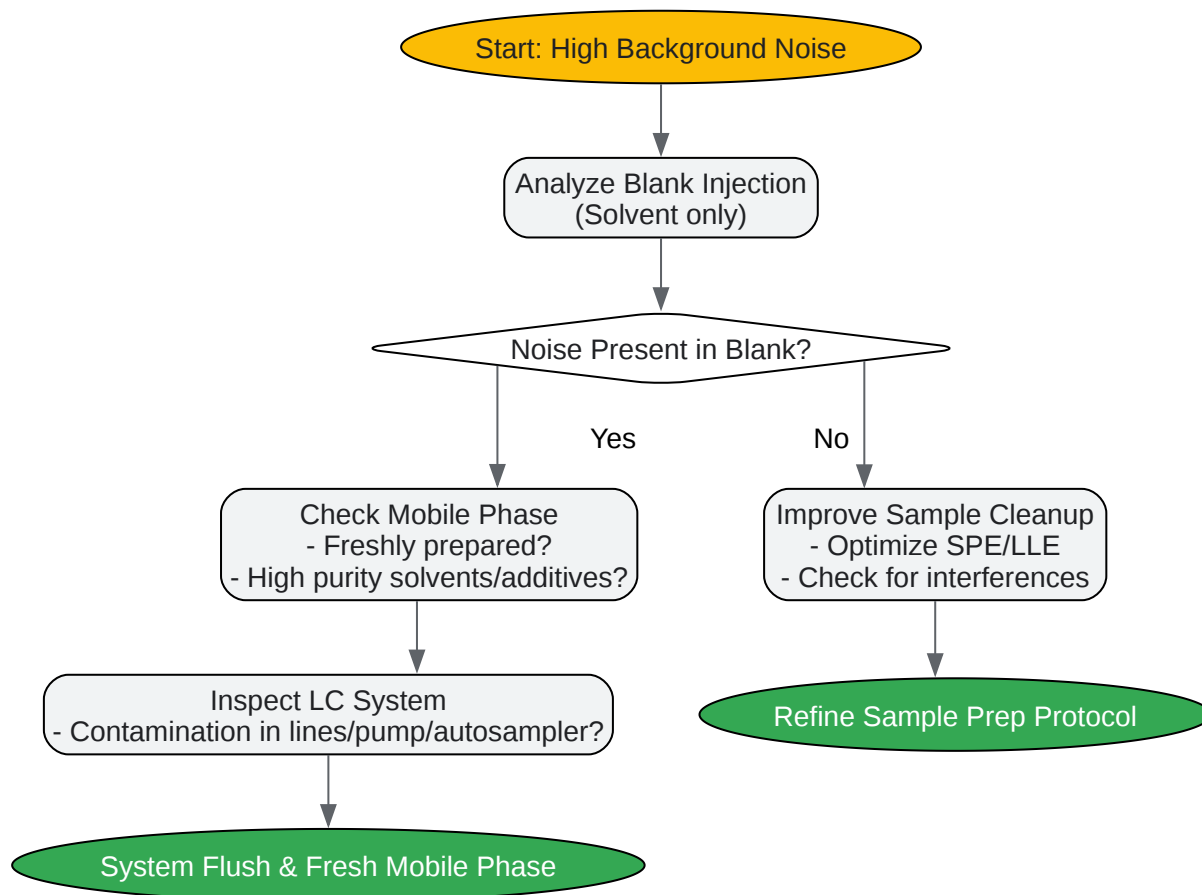 Start: High Background Noise
Analyze Blank Injection
(Solvent only)
Noise Present in Blank?
Yes
No
Check Mobile Phase
- Freshly prepared?
- High purity solvents/additives?
Improve Sample Cleanup
- Optimize SPE/LLE
- Check for interferences
Inspect LC System
- Contamination in lines/pump/autosampler?
Refine Sample Prep Protocol
System Flush & Fresh Mobile Phase